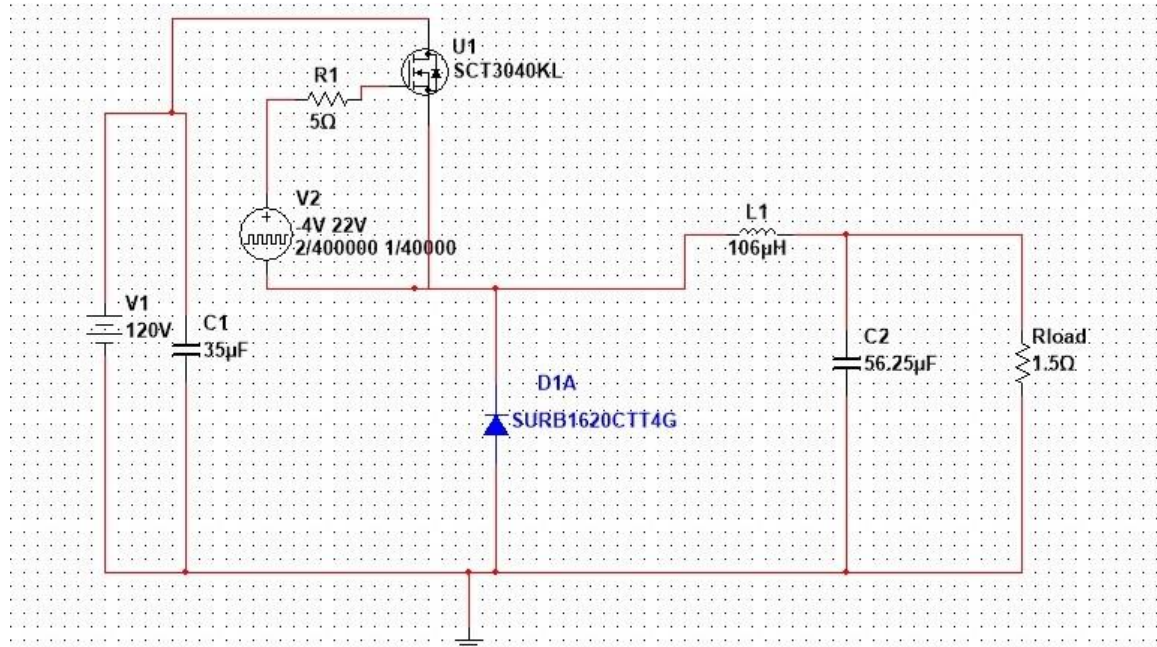 U1
SCT3040KL
R1
5Ω
V2
-4V 22V
2/400000 1/40000
L1
106µH
V1
120V
C1
35µF
C2
56.25µF
Rload
1.5Ω
D1A
SURB1620CTT4G